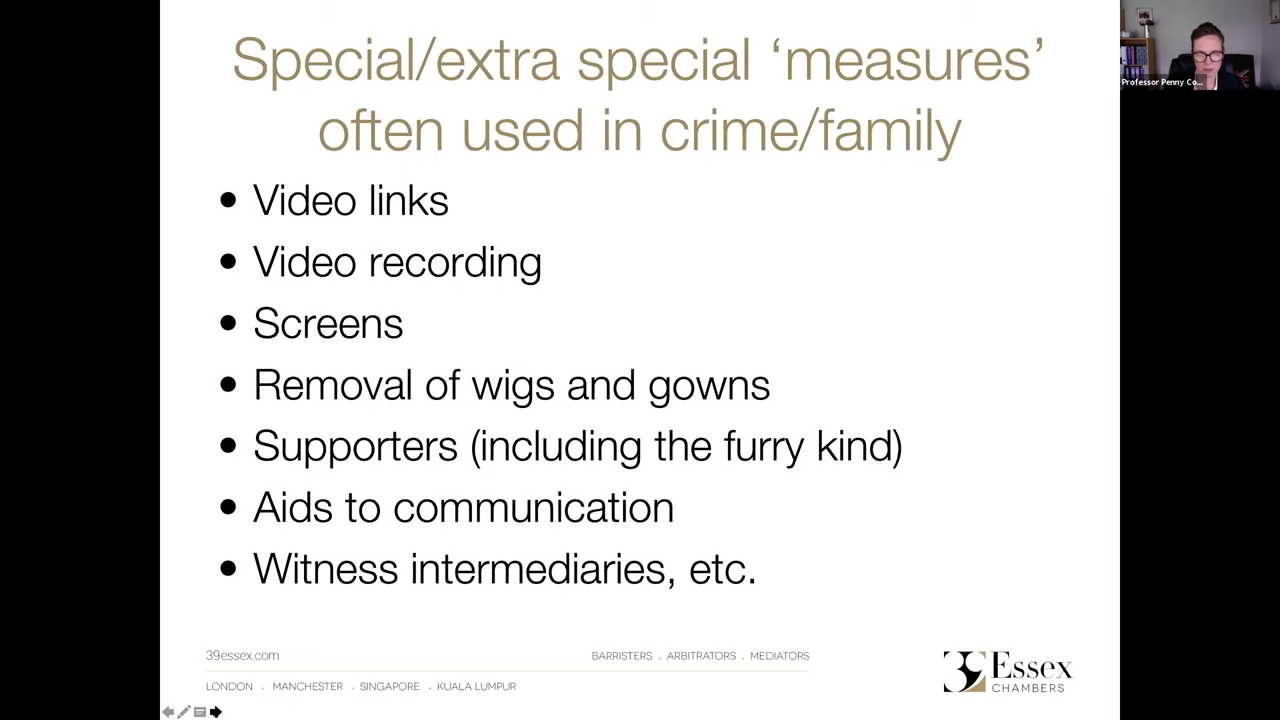 Special/extra special ‘measures’
often used in crime/family
• Video links
• Video recording
• Screens
• Removal of wigs and gowns
• Supporters (including the furry kind)
• Aids to communication
• Witness intermediaries, etc.
39essex.com
BARRISTERS . ARBITRATORS . MEDIATORS
LONDON . MANCHESTER . SINGAPORE . KUALA LUMPUR
39 Essex
CHAMBERS
Professor Penny Co...